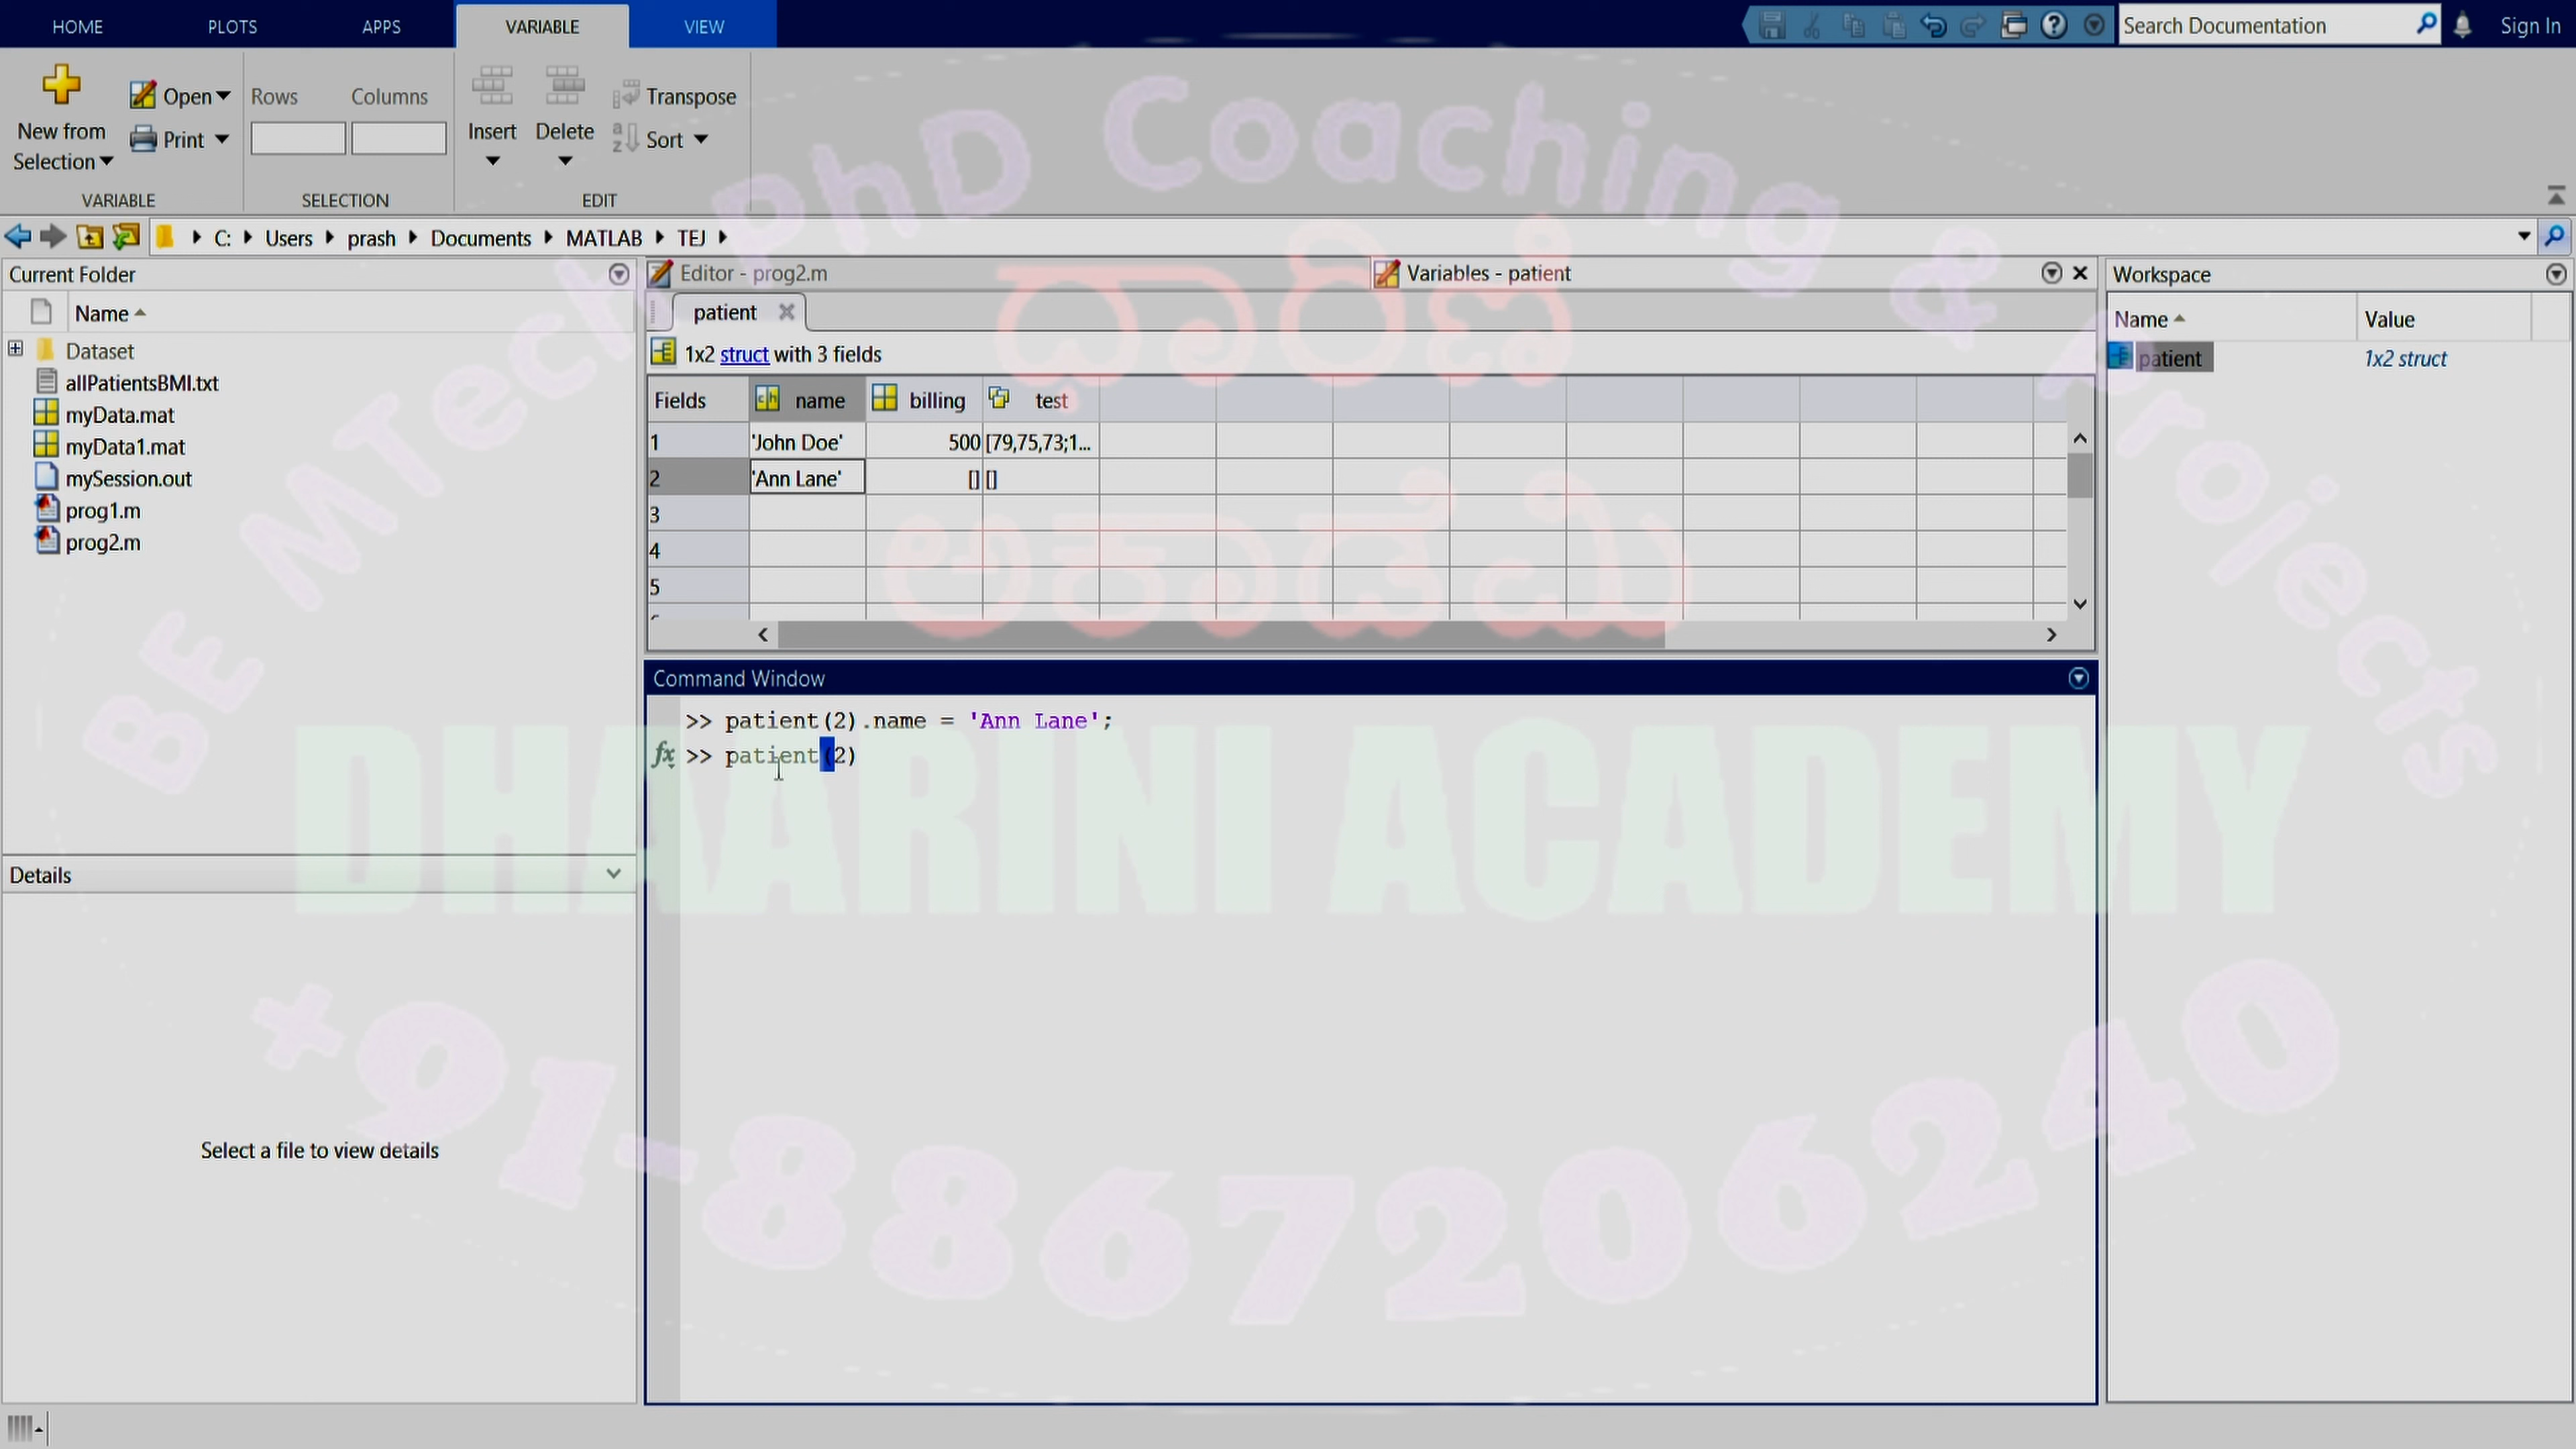 HOME PLOTS APPS VARIABLE VIEW Search Documentation Sign In
New from Selection Open Print Rows Columns Insert Delete Transpose Sort
VARIABLE SELECTION EDIT
C: Users prash Documents MATLAB TEJ
Current Folder
Name
Dataset
allPatientsBMI.txt
myData.mat
myData1.mat
mySession.out
prog1.m
prog2.m
Details
Select a file to view details
Editor - prog2.m Variables - patient
patient
1x2 struct with 3 fields
Fields name billing test
1 'John Doe' 500 [79,75,73;1...
2 'Ann Lane' [] []
3
4
5
Command Window
>> patient(2).name = 'Ann Lane';
fx >> patient(2)
Workspace
Name Value
patient 1x2 struct
BE MTech PhD Coaching & Projects
ಧಾರಿಣಿ
ಅಕಾಡೆಮಿ
DHAARINI ACADEMY
+91-8867206240